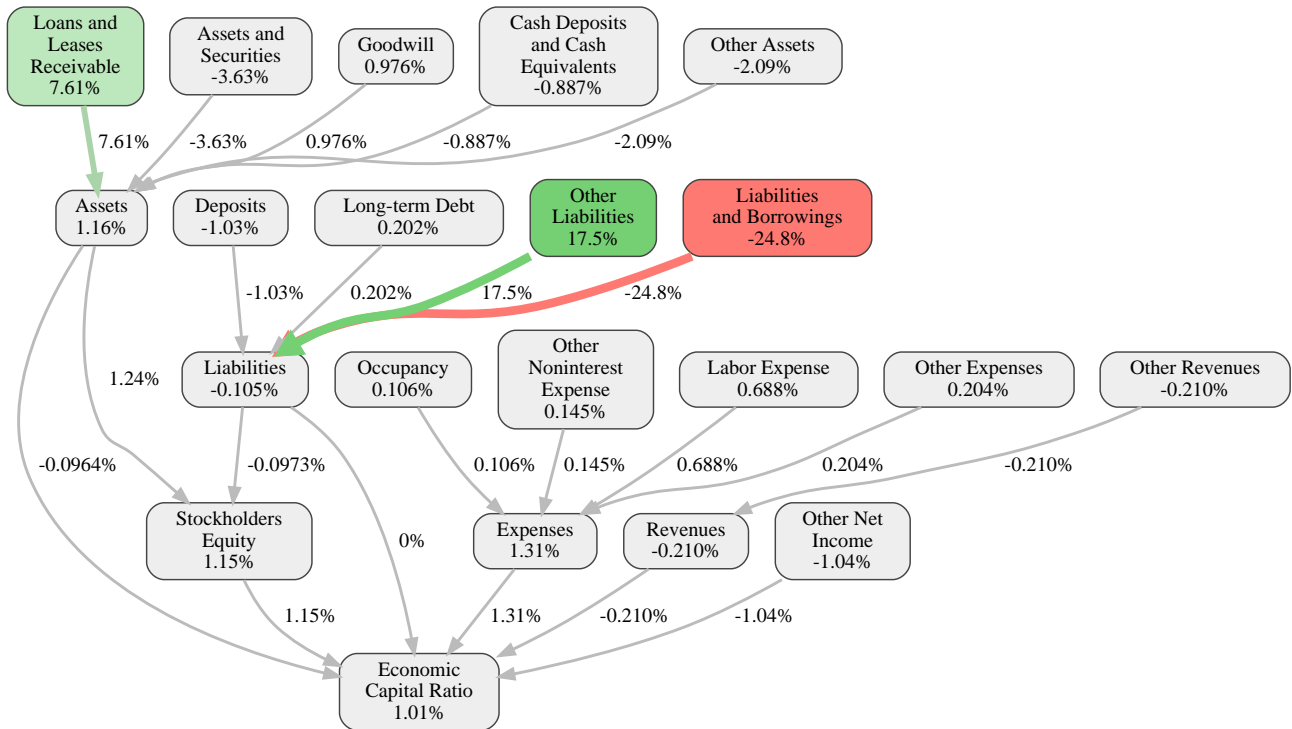 Loans and
Leases
Receivable
7.61%
Assets and
Securities
-3.63%
Goodwill
0.976%
Cash Deposits
and Cash
Equivalents
-0.887%
Other Assets
-2.09%
7.61%
-3.63%
0.976%
-0.887%
-2.09%
Assets
1.16%
Deposits
-1.03%
Long-term Debt
0.202%
Other
Liabilities
17.5%
Liabilities
and Borrowings
-24.8%
-1.03%
0.202%
17.5%
-24.8%
1.24%
Liabilities
-0.105%
Occupancy
0.106%
Other
Noninterest
Expense
0.145%
Labor Expense
0.688%
Other Expenses
0.204%
Other Revenues
-0.210%
-0.0964%
-0.0973%
0.106%
0.145%
0.688%
0.204%
-0.210%
Stockholders
Equity
1.15%
0%
Expenses
1.31%
Revenues
-0.210%
Other Net
Income
-1.04%
1.15%
1.31%
-0.210%
-1.04%
Economic
Capital Ratio
1.01%